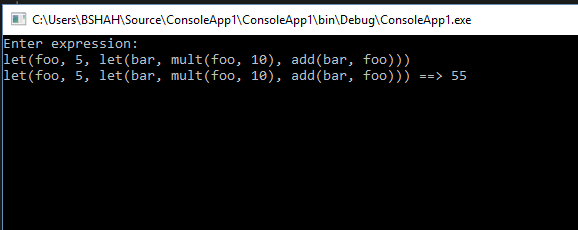 C:\Users\BSHAH\Source\ConsoleApp1\ConsoleApp1\bin\Debug\ConsoleApp1.exe
Enter expression:
let(foo, 5, let(bar, mult(foo, 10), add(bar, foo)))
let(foo, 5, let(bar, mult(foo, 10), add(bar, foo))) ==> 55